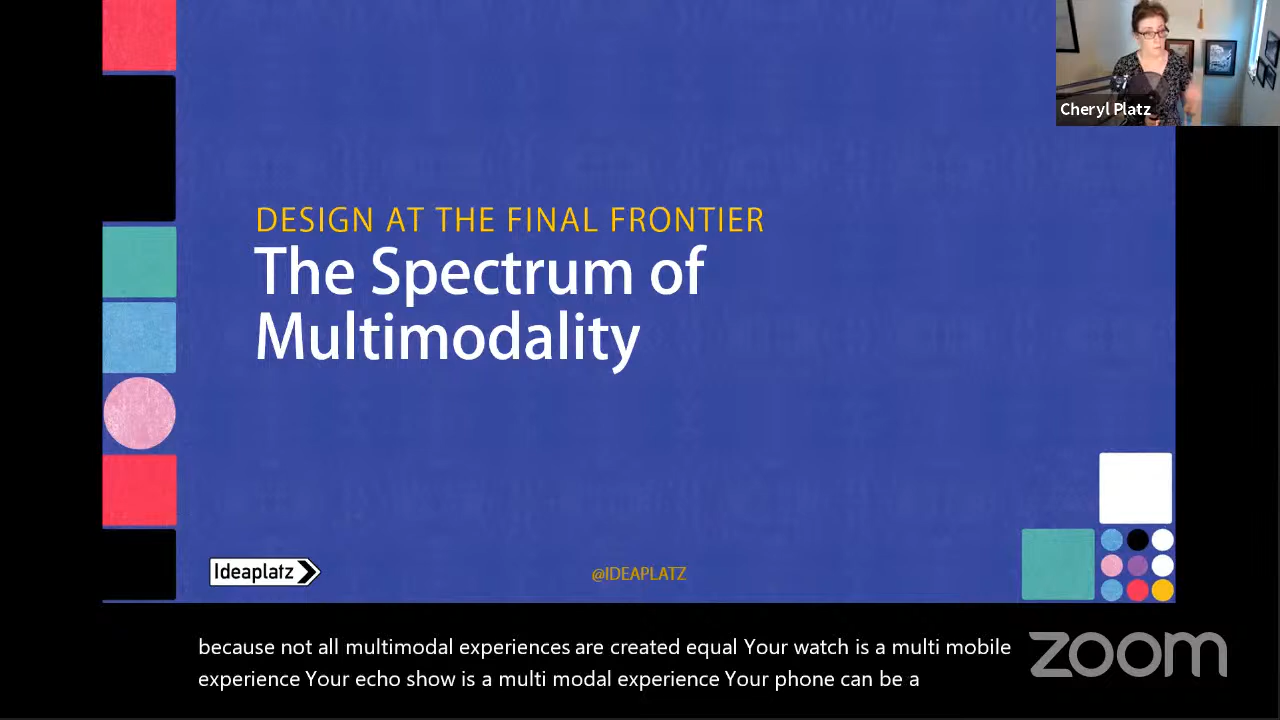 Cheryl Platz
DESIGN AT THE FINAL FRONTIER
The Spectrum of
Multimodality
Ideaplatz
@IDEAPLATZ
because not all multimodal experiences are created equal Your watch is a multi mobile
experience Your echo show is a multi modal experience Your phone can be a
zoom